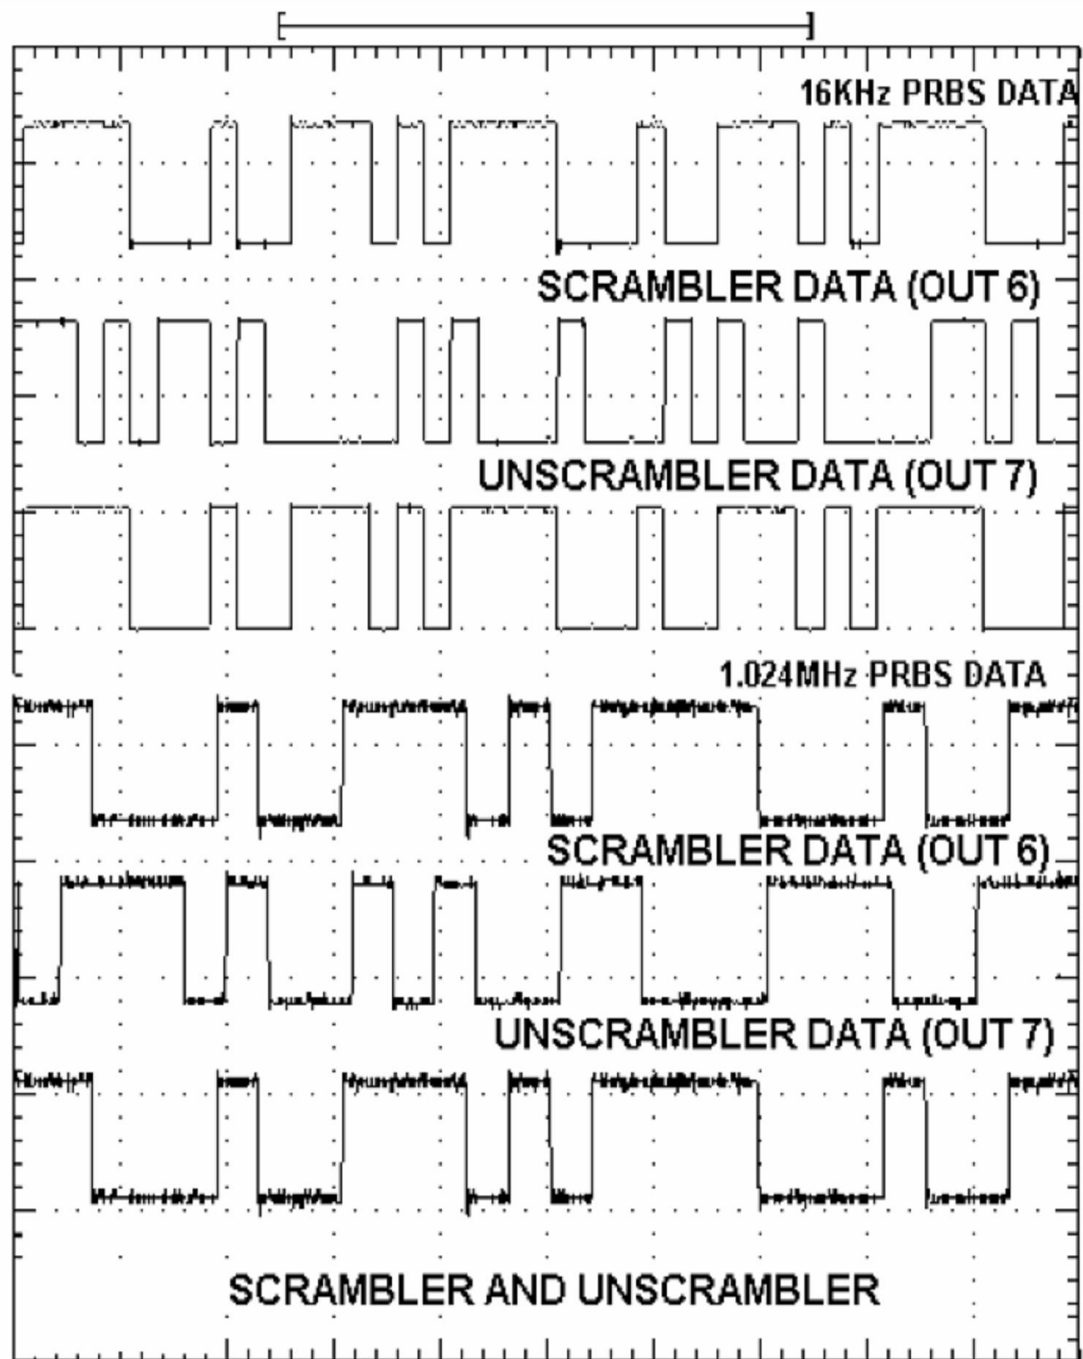 16KHz PRBS DATA
SCRAMBLER DATA (OUT 6)
UNSCRAMBLER DATA (OUT 7)
1.024MHz PRBS DATA
SCRAMBLER DATA (OUT 6)
UNSCRAMBLER DATA (OUT 7)
SCRAMBLER AND UNSCRAMBLER